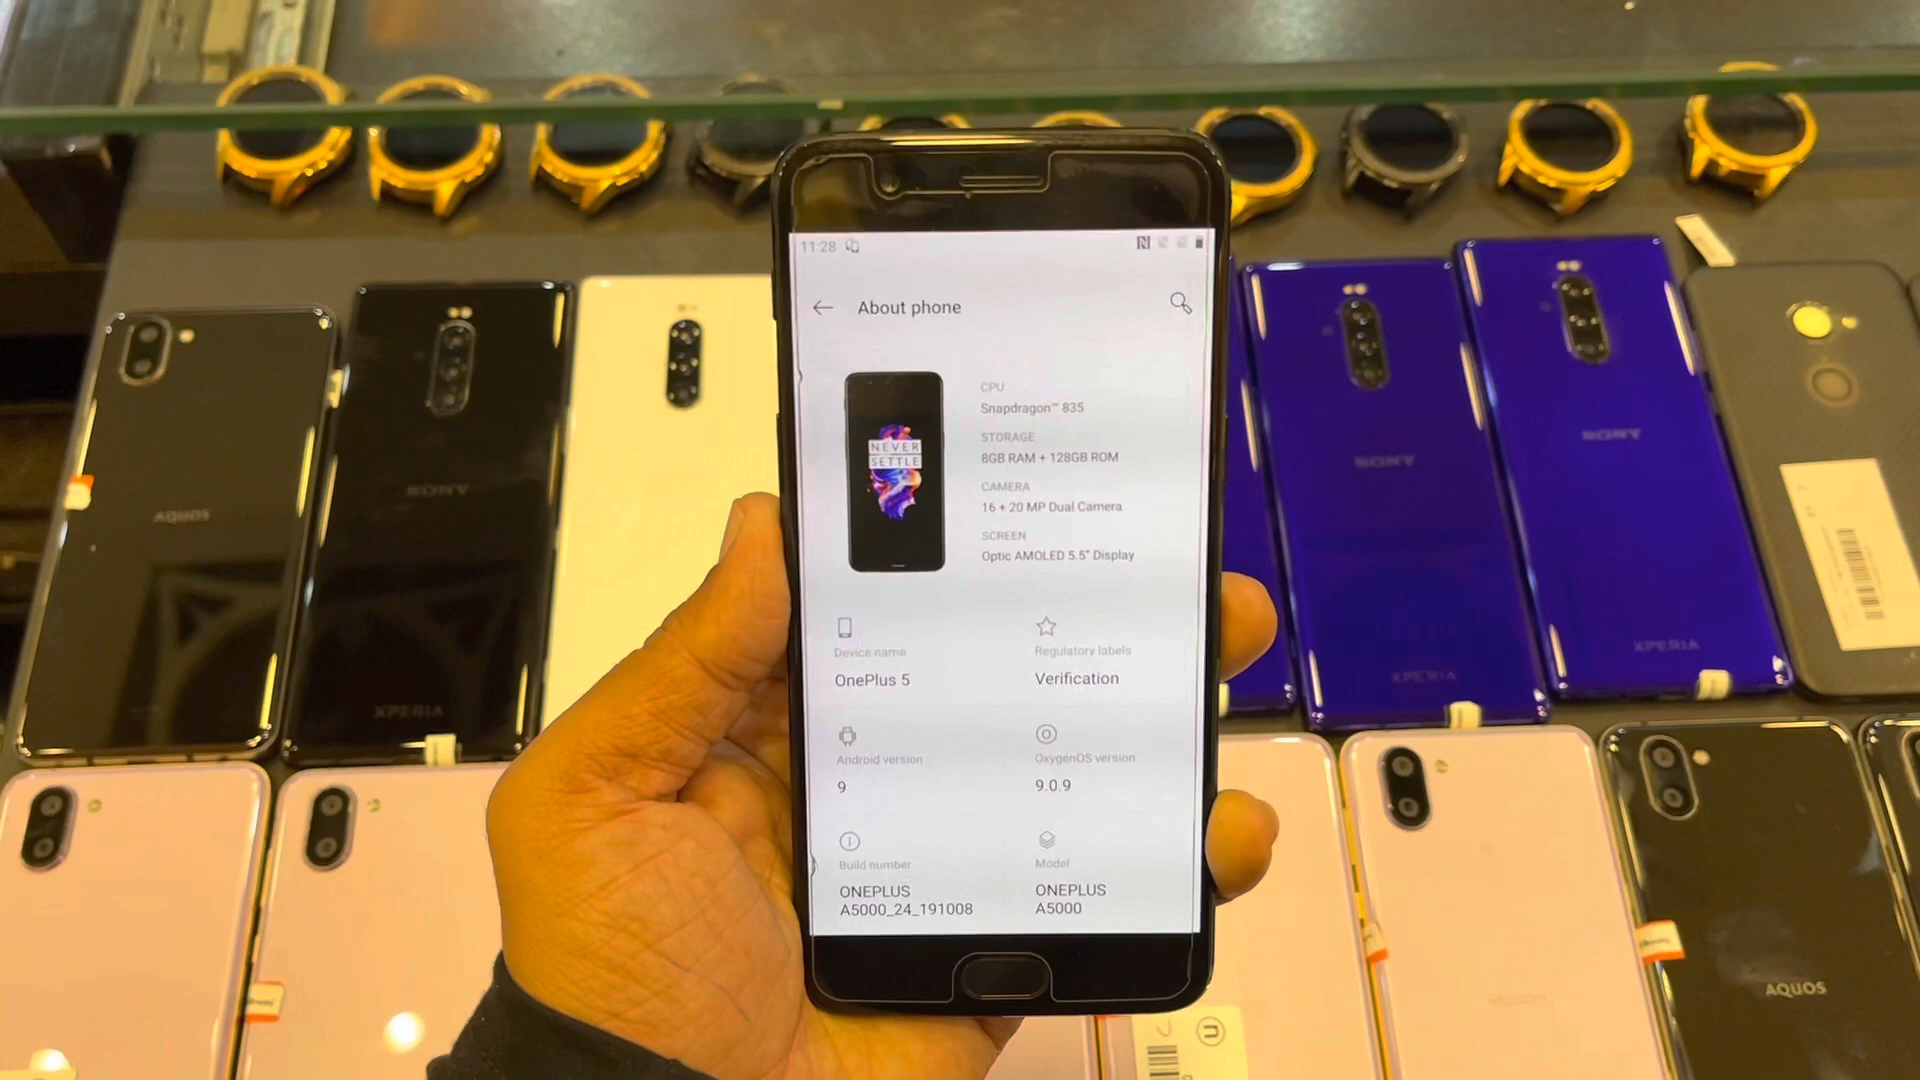 11:28
About phone
CPU
Snapdragon™ 835
STORAGE
8GB RAM + 128GB ROM
CAMERA
16 + 20 MP Dual Camera
SCREEN
Optic AMOLED 5.5" Display
NEVER
SETTLE
Device name
OnePlus 5
Regulatory labels
Verification
Android version
9
OxygenOS version
9.0.9
Build number
ONEPLUS
A5000_24_191008
Model
ONEPLUS
A5000
AQUOS
SONY
XPERIA
SONY
XPERIA
SONY
XPERIA
AQUOS